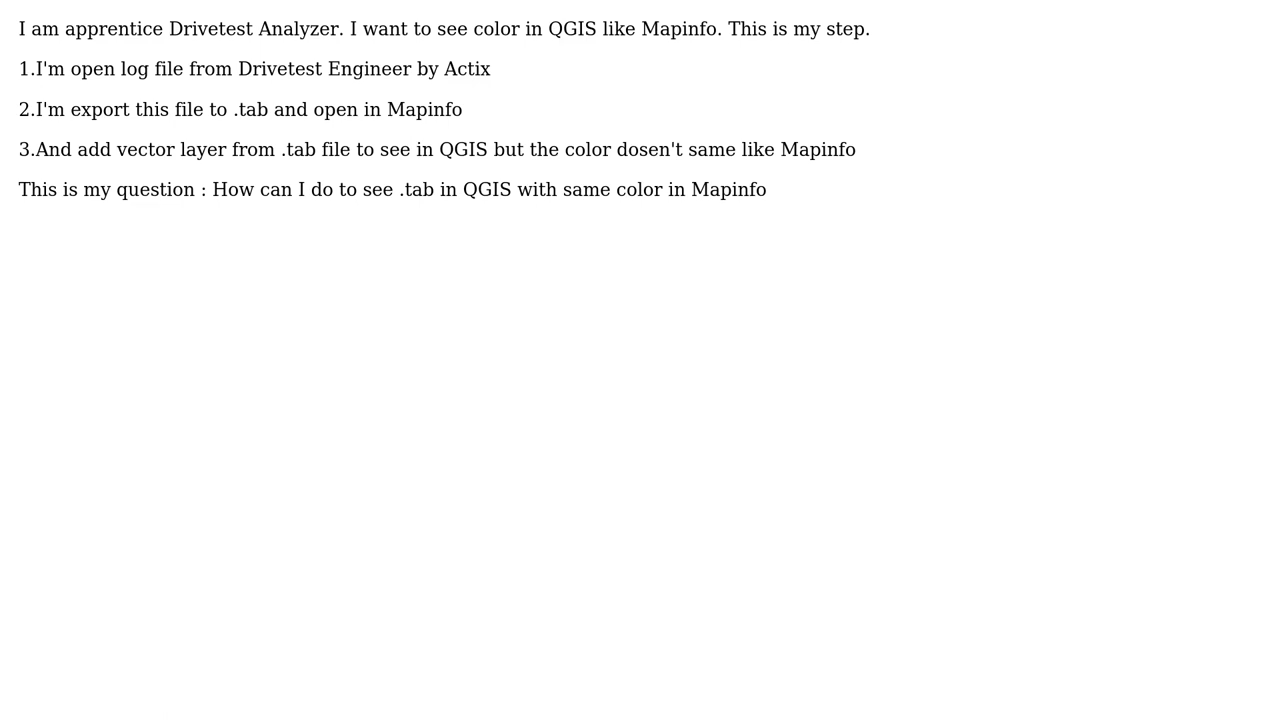 I am apprentice Drivetest Analyzer. I want to see color in QGIS like Mapinfo. This is my step.
1.I'm open log file from Drivetest Engineer by Actix
2.I'm export this file to .tab and open in Mapinfo
3.And add vector layer from .tab file to see in QGIS but the color dosen't same like Mapinfo
This is my question : How can I do to see .tab in QGIS with same color in Mapinfo